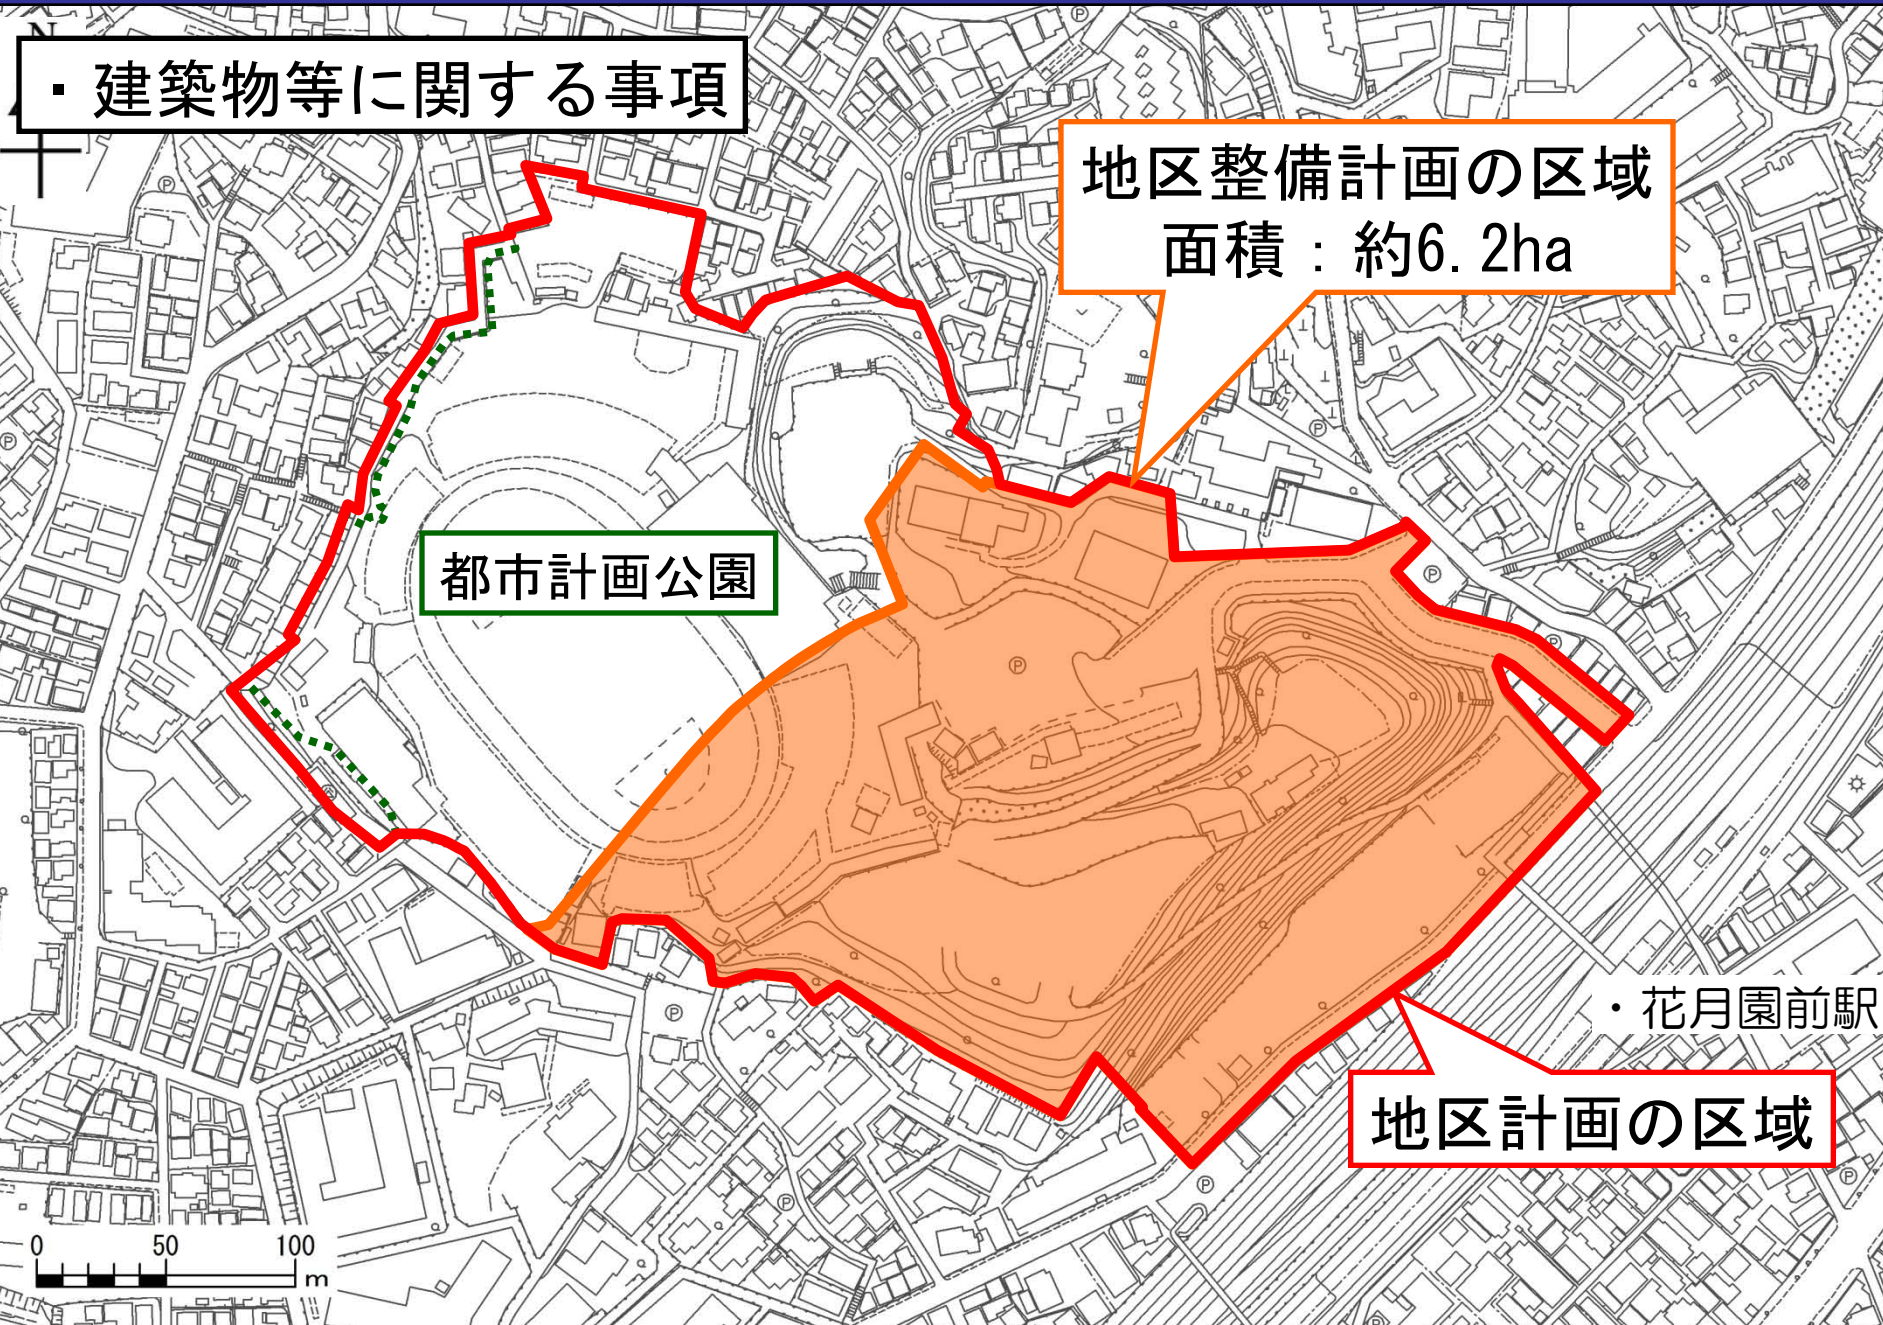 N
・建築物等に関する事項
地区整備計画の区域
面積：約6.2ha
都市計画公園
・花月園前駅
地区計画の区域
0 50 100
m